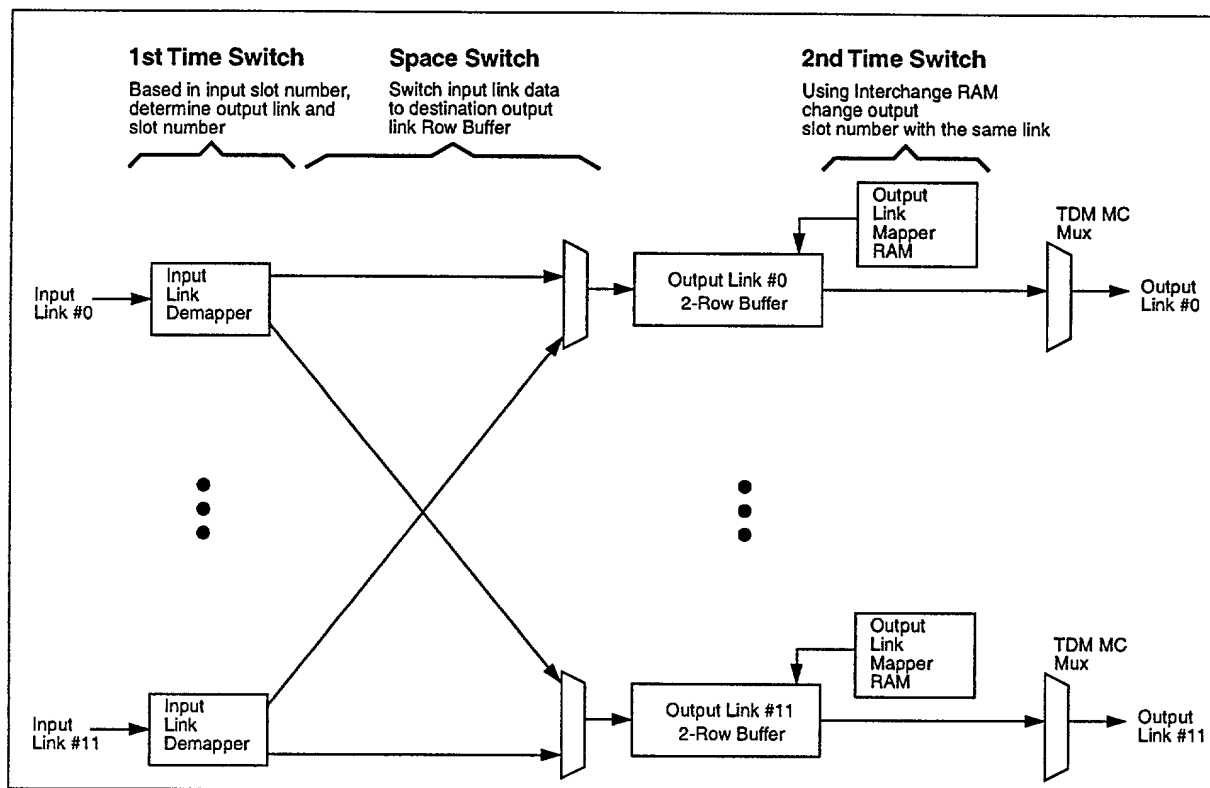 1st Time Switch
Based in input slot number,
determine output link and
slot number
Space Switch
Switch input link data
to destination output
link Row Buffer
2nd Time Switch
Using Interchange RAM
change output
slot number with the same link
Output
Link
Mapper
RAM
TDM MC
Mux
Input
Link #0
Input
Link
Demapper
Output Link #0
2-Row Buffer
Output
Link #0
Output
Link
Mapper
RAM
TDM MC
Mux
Input
Link #11
Input
Link
Demapper
Output Link #11
2-Row Buffer
Output
Link #11